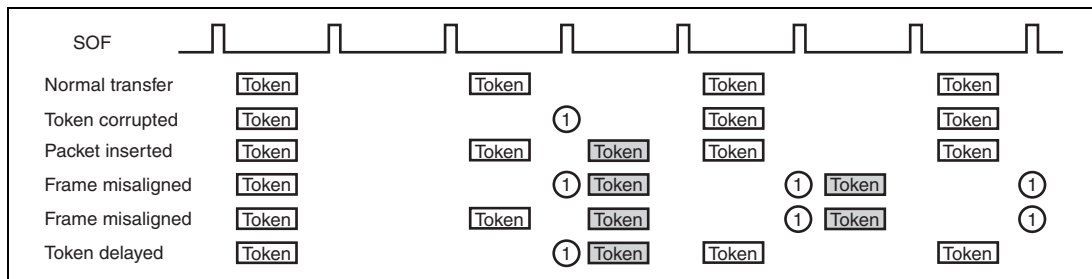 SOF
Normal transfer Token Token Token Token
Token corrupted Token 1 Token Token
Packet inserted Token Token Token Token Token
Frame misaligned Token 1 Token 1 Token 1
Frame misaligned Token Token Token 1 Token 1
Token delayed Token 1 Token Token Token